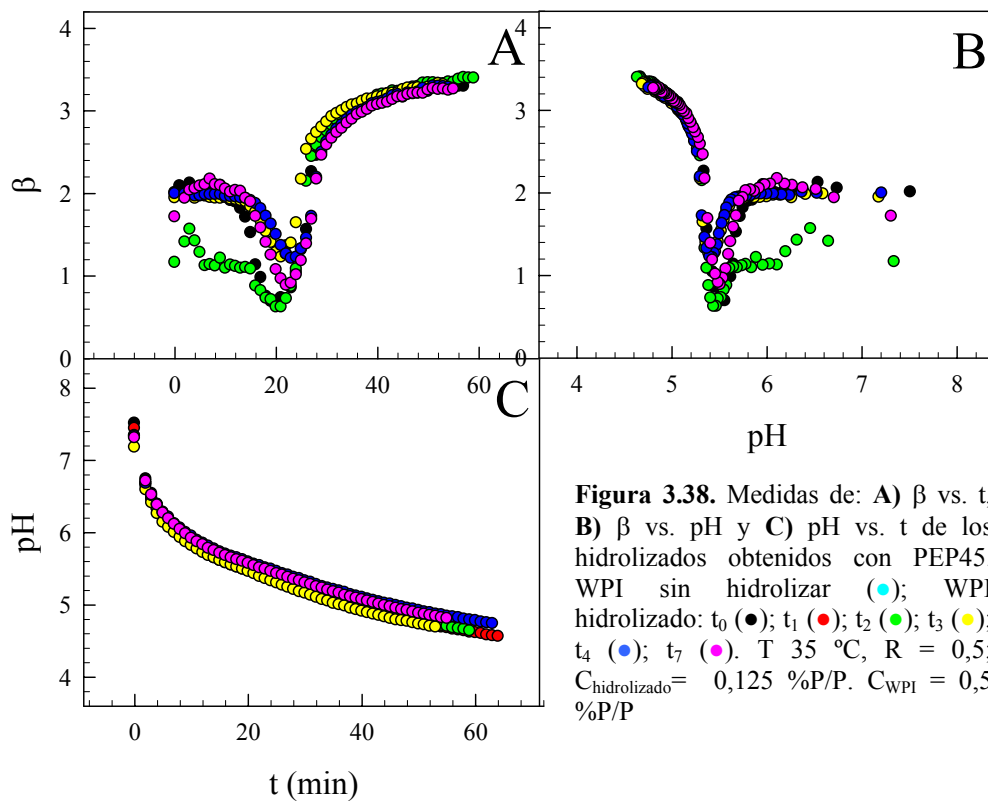 4
3
2
1
0
β
A
0
20
40
60
4
3
2
1
0
B
4
5
6
7
8
pH
8
7
6
5
4
pH
C
0
20
40
60
t (min)
Figura 3.38. Medidas de: A) β vs. t,
B) β vs. pH y C) pH vs. t de los
hidrolizados obtenidos con PEP45.
WPI sin hidrolizar (●); WPI
hidrolizado: t₀ (●); t₁ (●); t₂ (●); t₃ (●);
t₄ (●); t₇ (●). T 35 ºC, R = 0,5;
Chidrolizado= 0,125 %P/P. CWPI = 0,5
%P/P